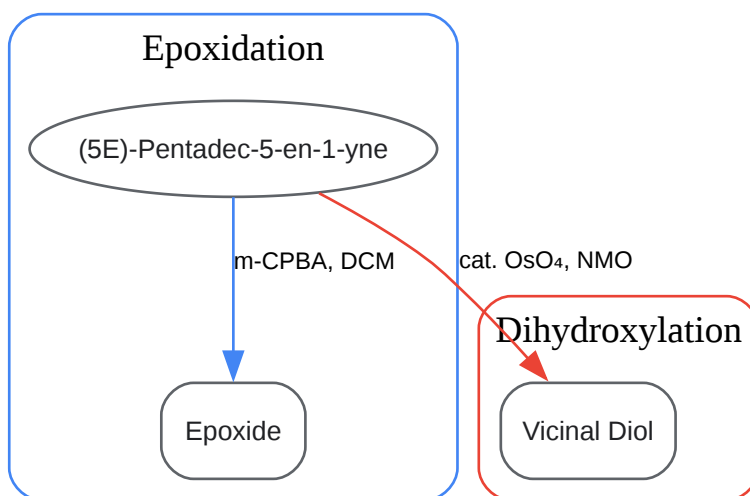 Epoxidation
(5E)-Pentadec-5-en-1-yne
m-CPBA, DCM
cat. OsO₄, NMO
Dihydroxylation
Epoxide
Vicinal Diol